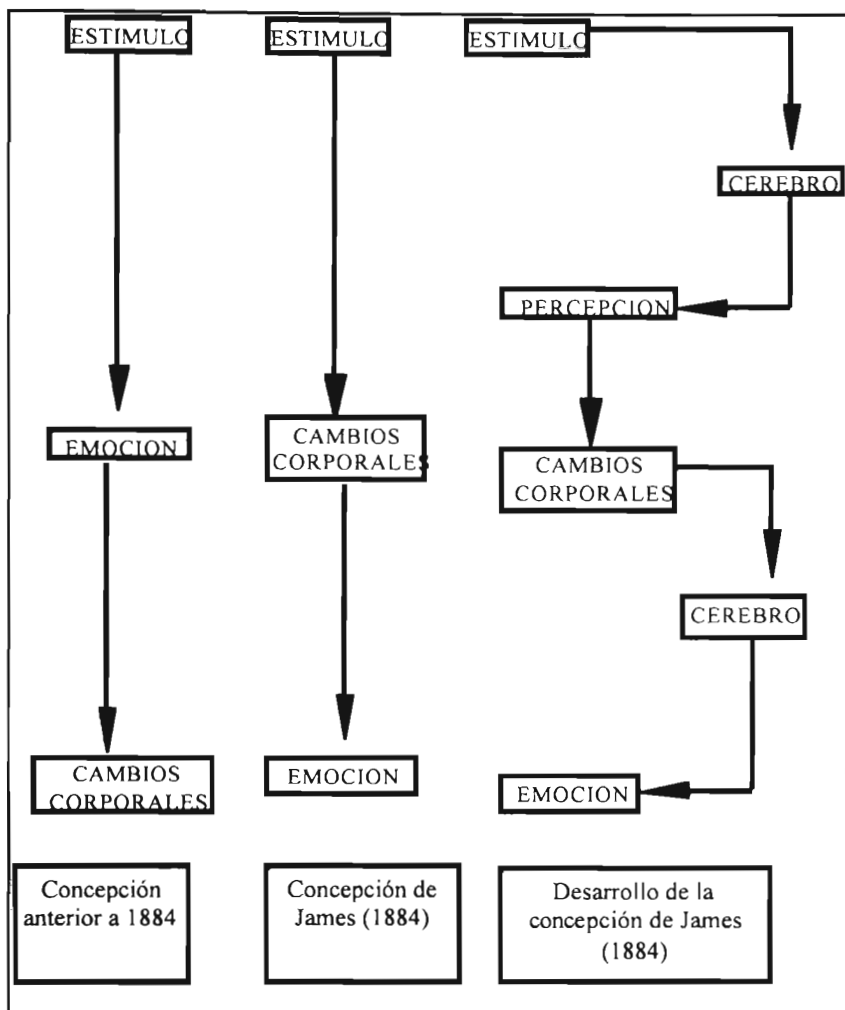 ESTIMULO
EMOCION
CAMBIOS
CORPORALES
Concepción
anterior a 1884
ESTIMULO
CAMBIOS
CORPORALES
EMOCION
Concepción de
James (1884)
ESTIMULO
CEREBRO
PERCEPCION
CAMBIOS
CORPORALES
CEREBRO
EMOCION
Desarrollo de la
concepción de James
(1884)